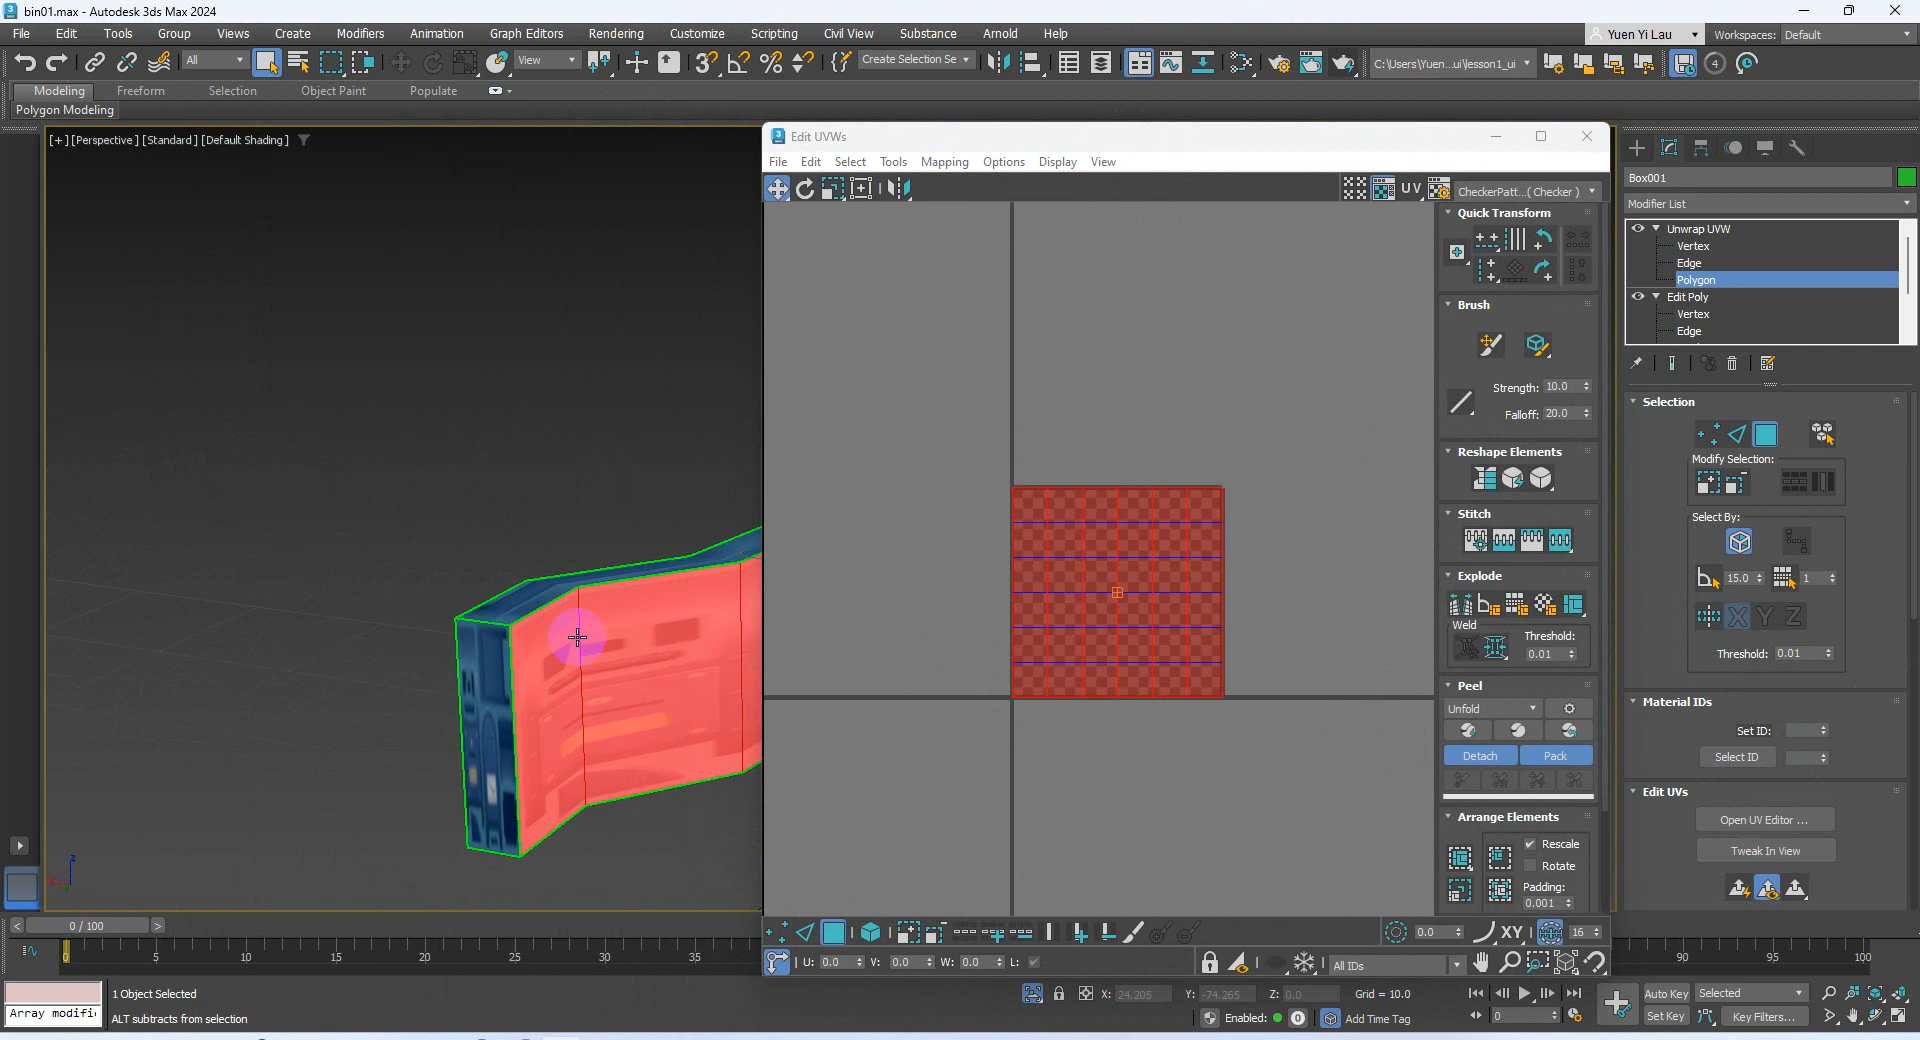 bin01.max - Autodesk 3ds Max 2024
File Edit Tools Group Views Create Modifiers Animation Graph Editors Rendering Customize Scripting Civil View Substance Arnold Help
Yuen Yi Lau Workspaces: Default
All View Create Selection Se C:\Users\Yuen...ui\lesson1_ui 4
Modeling Freeform Selection Object Paint Populate
Polygon Modeling
[+] [Perspective] [Standard] [Default Shading]
Edit UVWs
File Edit Select Tools Mapping Options Display View
UV CheckerPatt...( Checker )
Quick Transform
Brush
Strength: 10.0
Falloff: 20.0
Reshape Elements
Stitch
Explode
Weld
Threshold:
0.01
Peel
Unfold
Detach Pack
Arrange Elements
Rescale
Rotate
Padding:
0.001
0.0 XY 16
U: 0.0 V: 0.0 W: 0.0 L:
All IDs
Box001
Modifier List
Unwrap UVW
Vertex
Edge
Polygon
Edit Poly
Vertex
Edge
Selection
Modify Selection:
Select By:
15.0 1
X Y Z
Threshold: 0.01
Material IDs
Set ID:
Select ID
Edit UVs
Open UV Editor ...
Tweak In View
z
0 / 100
0 5 10 15 20 25 30 35 90 95 100
Array modifi
1 Object Selected
ALT subtracts from selection
X: 24.205 Y: -74.265 Z: 0.0 Grid = 10.0
Enabled: 0 Add Time Tag
0
Auto Key Selected
Set Key Key Filters...